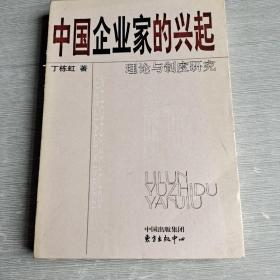 中国企业家的兴起
丁栋虹 著
理论与制度研究
LILUN
YUZHIDU
YANJIU
中国出版集团
东方出版中心